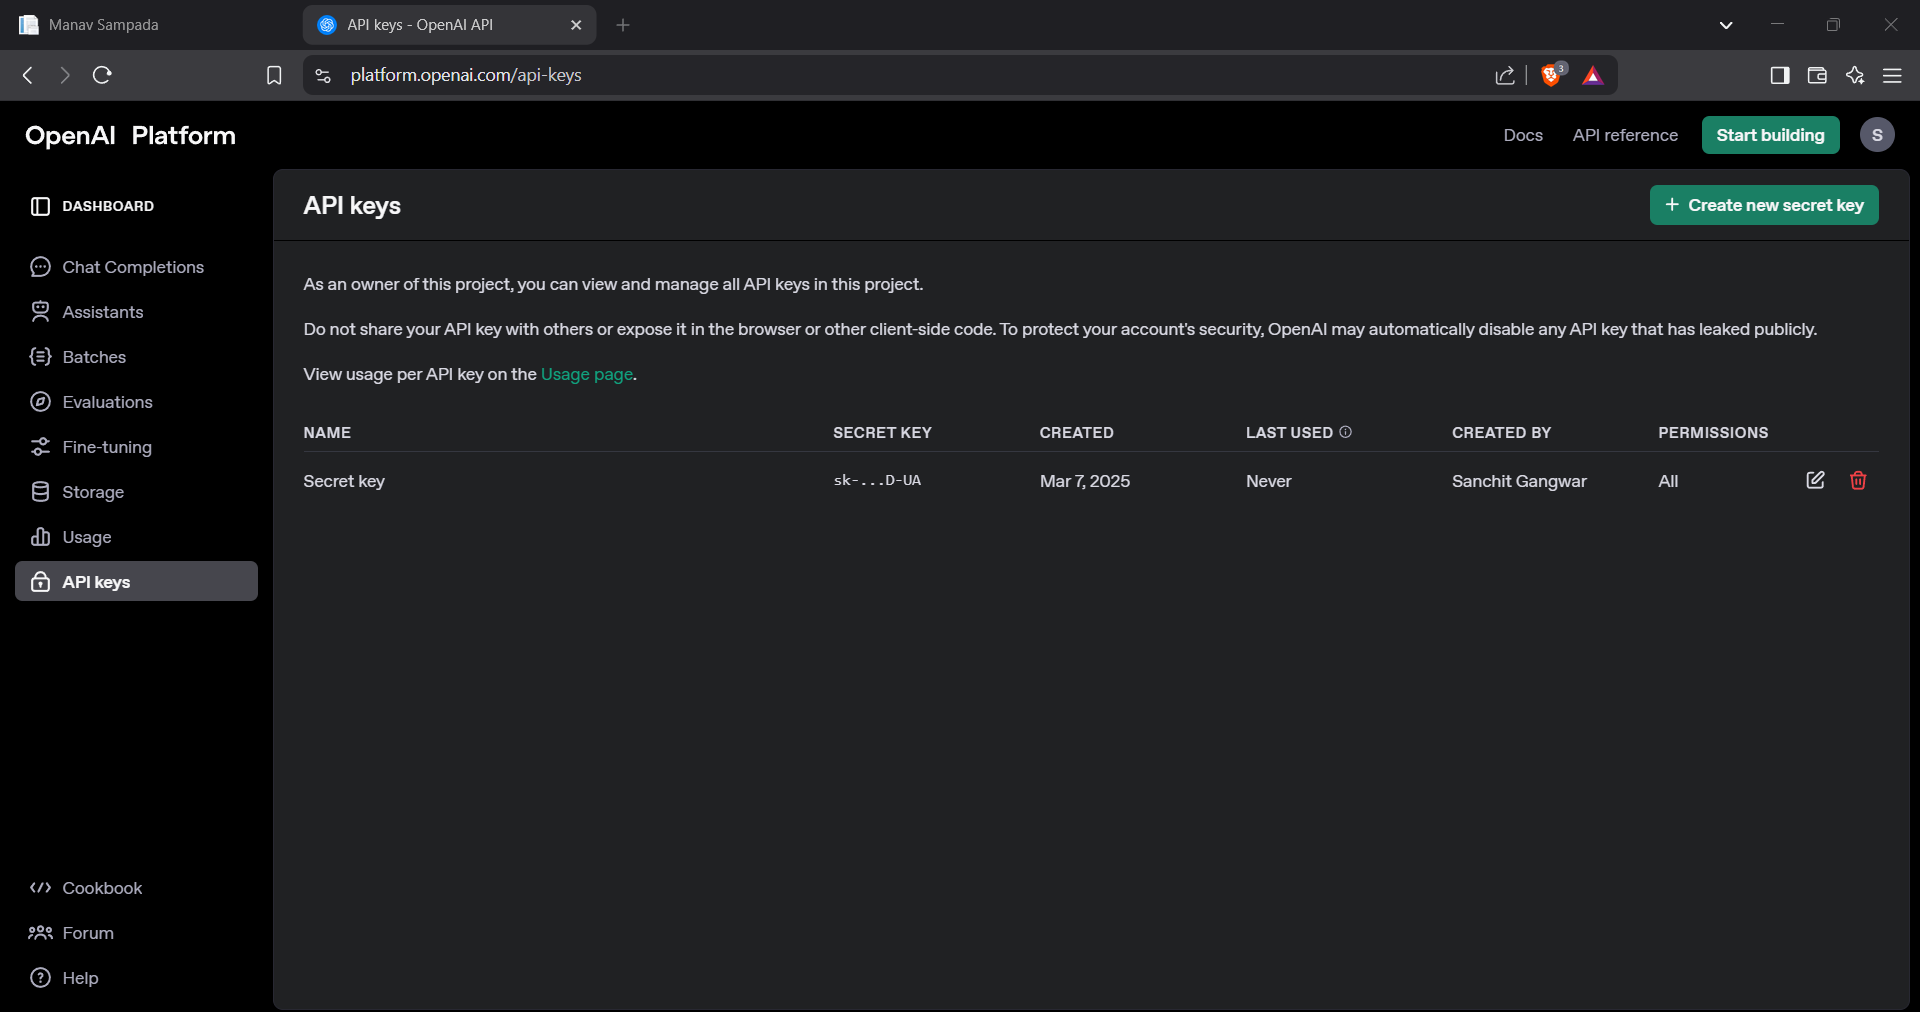 Manav Sampada
API keys - OpenAI API
platform.openai.com/api-keys
3
OpenAI Platform
Docs
API reference
Start building
S
DASHBOARD
Chat Completions
Assistants
Batches
Evaluations
Fine-tuning
Storage
Usage
API keys
Cookbook
Forum
Help
API keys
+ Create new secret key
As an owner of this project, you can view and manage all API keys in this project.
Do not share your API key with others or expose it in the browser or other client-side code. To protect your account's security, OpenAI may automatically disable any API key that has leaked publicly.
View usage per API key on the Usage page.
NAME SECRET KEY CREATED LAST USED CREATED BY PERMISSIONS
Secret key sk-...D-UA Mar 7, 2025 Never Sanchit Gangwar All